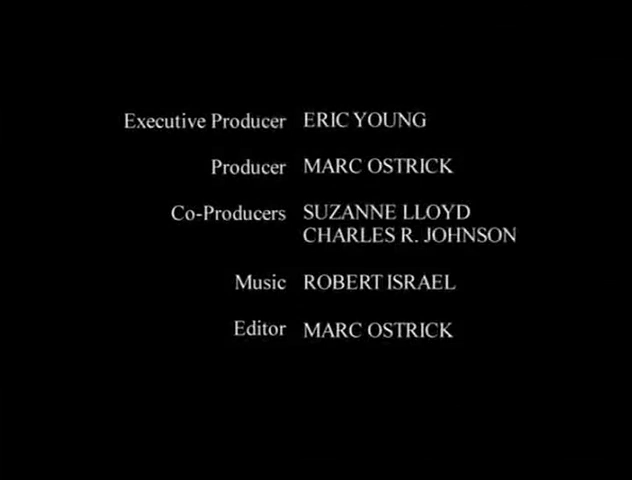 Executive Producer ERIC YOUNG
Producer MARC OSTRICK
Co-Producers SUZANNE LLOYD
CHARLES R. JOHNSON
Music ROBERT ISRAEL
Editor MARC OSTRICK